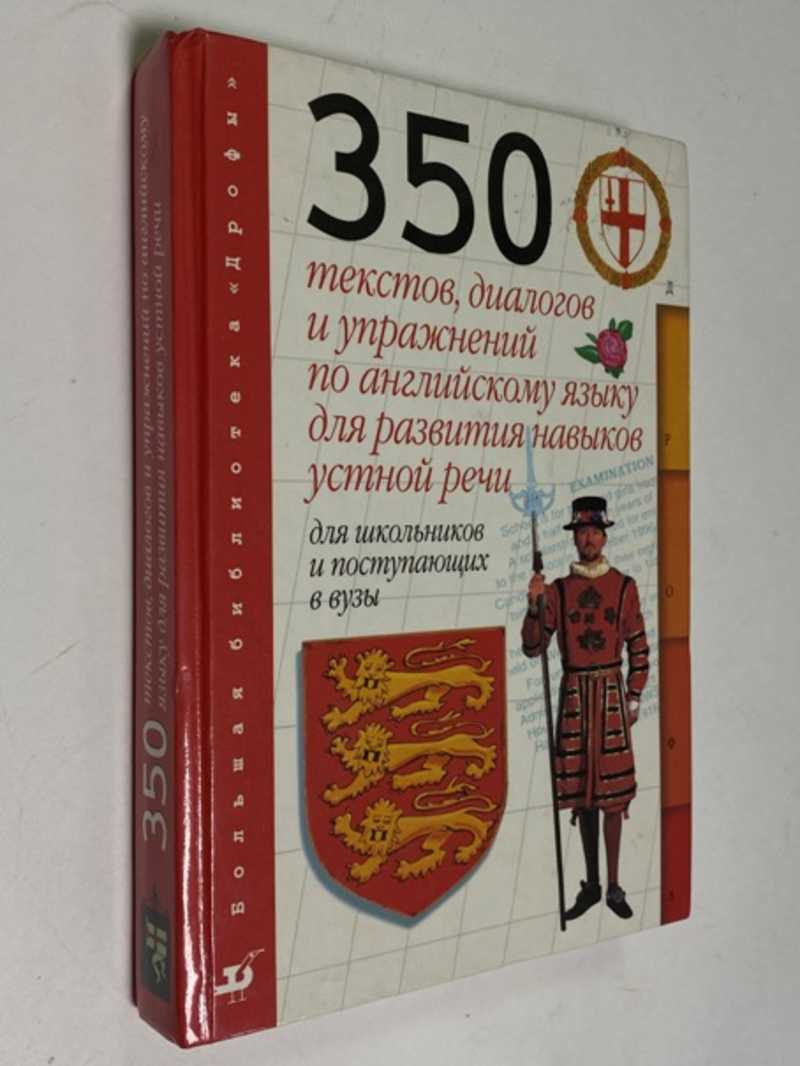 350
текстов, диалогов
и упражнений
по английскому языку
для развития навыков
устной речи
для школьников
и поступающих
в вузы
EXAMINATION
Большая библиотека «Дрофы»
350 текстов, диалогов и упражнений по английскому
языку для развития навыков устной речи
Д
Р
О
Ф
А